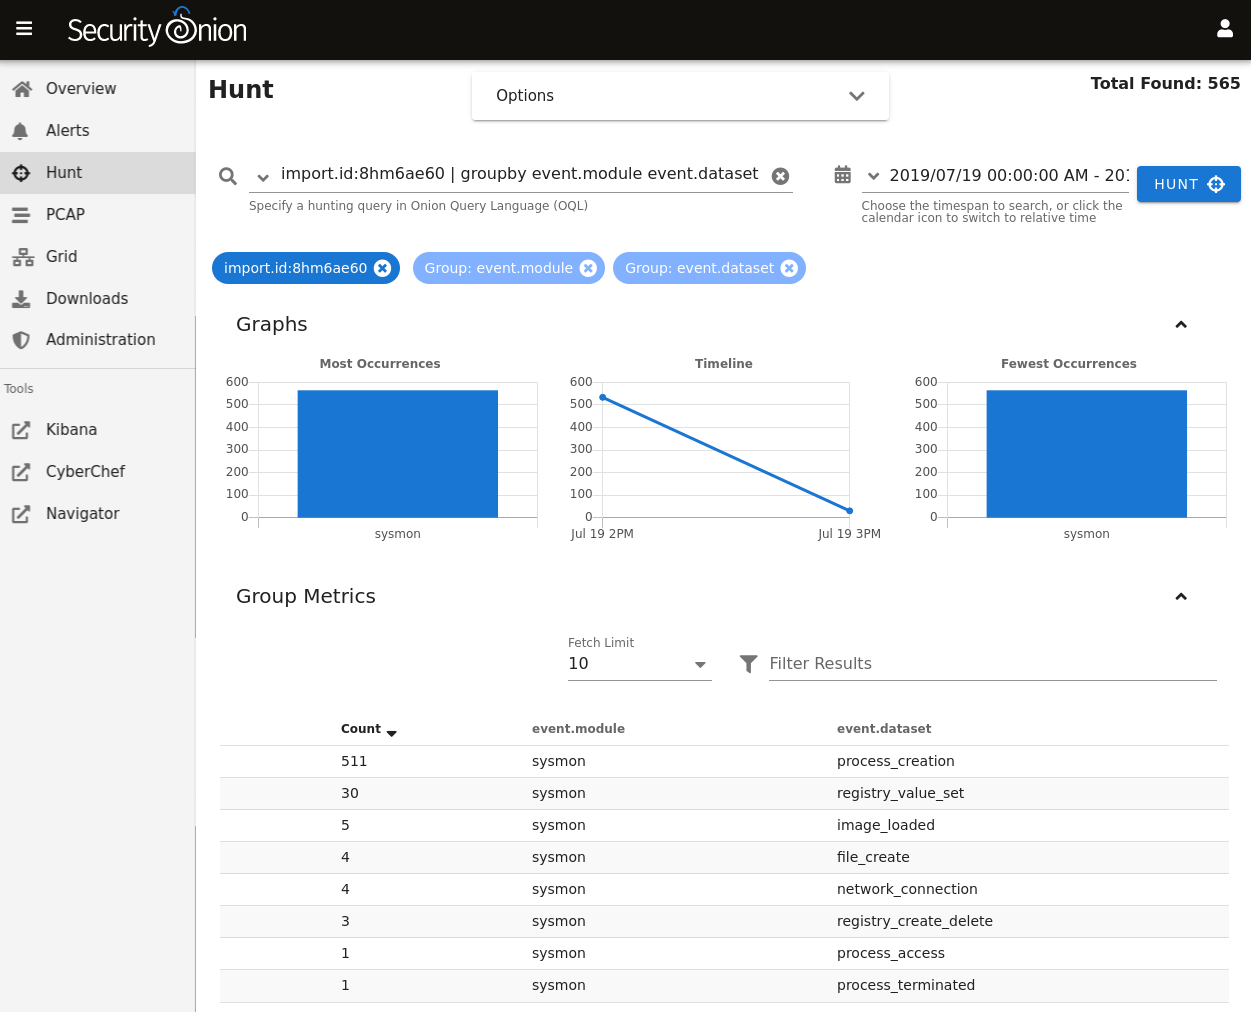 Security Onion
Overview
Alerts
Hunt
PCAP
Grid
Downloads
Administration
Tools
Kibana
CyberChef
Navigator
Hunt
Options
Total Found: 565
import.id:8hm6ae60 | groupby event.module event.dataset
Specify a hunting query in Onion Query Language (OQL)
2019/07/19 00:00:00 AM - 201
Choose the timespan to search, or click the
calendar icon to switch to relative time
HUNT
import.id:8hm6ae60 Group: event.module Group: event.dataset
Graphs
Most Occurrences
600
500
400
300
200
100
0
sysmon
Timeline
600
500
400
300
200
100
0
Jul 19 2PM Jul 19 3PM
Fewest Occurrences
600
500
400
300
200
100
0
sysmon
Group Metrics
Fetch Limit
10
Filter Results
Count event.module event.dataset
511 sysmon process_creation
30 sysmon registry_value_set
5 sysmon image_loaded
4 sysmon file_create
4 sysmon network_connection
3 sysmon registry_create_delete
1 sysmon process_access
1 sysmon process_terminated